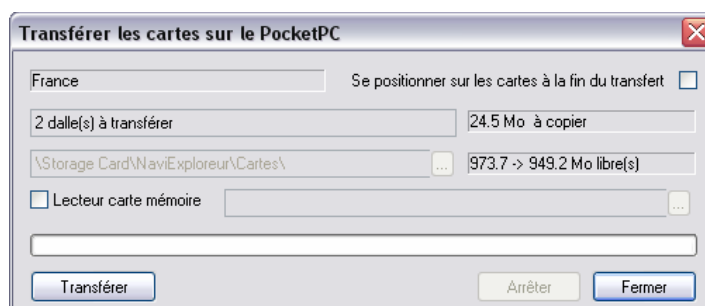 Transférer les cartes sur le PocketPC
France Se positionner sur les cartes à la fin du transfert
2 dalle(s) à transférer 24.5 Mo à copier
\Storage Card\NaviExploreur\Cartes\ ... 973.7 -> 949.2 Mo libre(s)
Lecteur carte mémoire ...
Transférer Arrêter Fermer